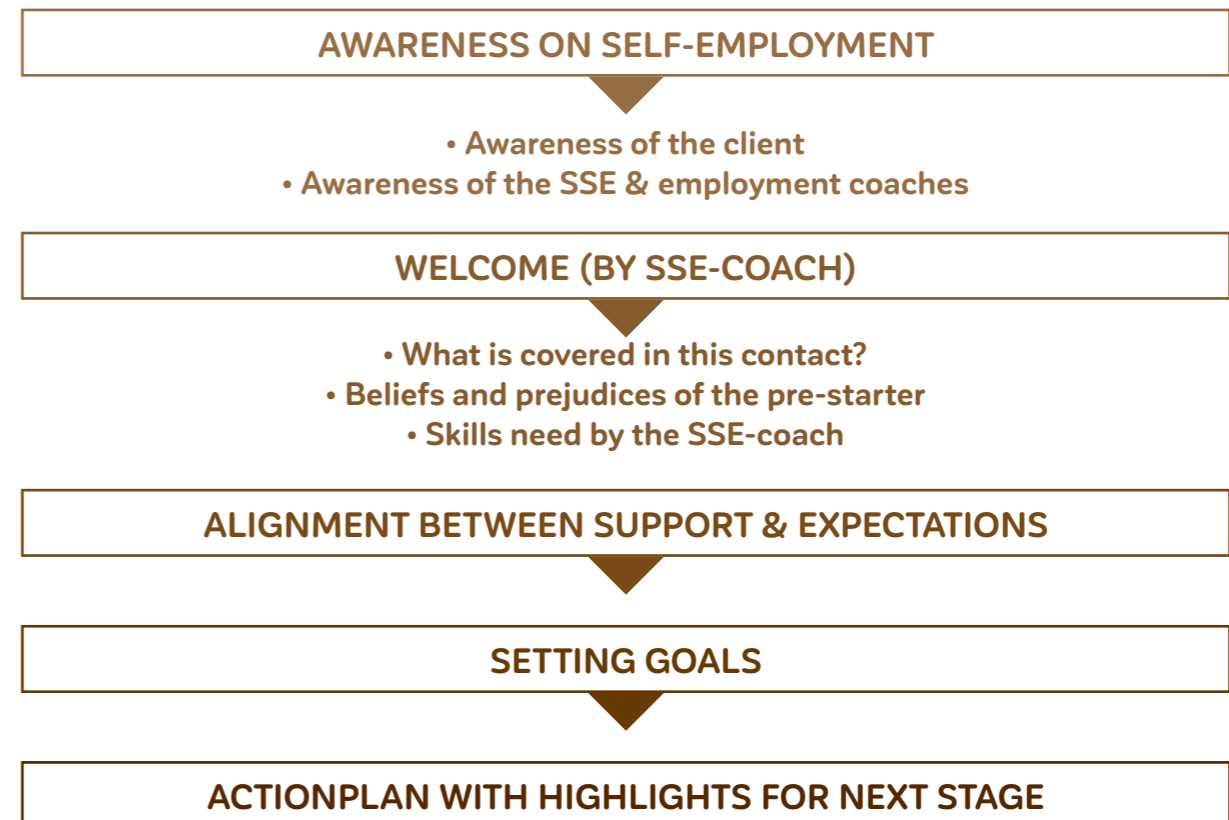 AWARENESS ON SELF-EMPLOYMENT
• Awareness of the client
• Awareness of the SSE & employment coaches
WELCOME (BY SSE-COACH)
• What is covered in this contact?
• Beliefs and prejudices of the pre-starter
• Skills need by the SSE-coach
ALIGNMENT BETWEEN SUPPORT & EXPECTATIONS
SETTING GOALS
ACTIONPLAN WITH HIGHLIGHTS FOR NEXT STAGE